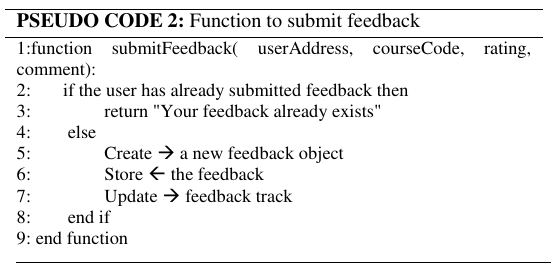 PSEUDO CODE 2: Function to submit feedback
1:function submitFeedback( userAddress, courseCode, rating,
comment):
2: if the user has already submitted feedback then
3: return "Your feedback already exists"
4: else
5: Create → a new feedback object
6: Store ← the feedback
7: Update → feedback track
8: end if
9: end function